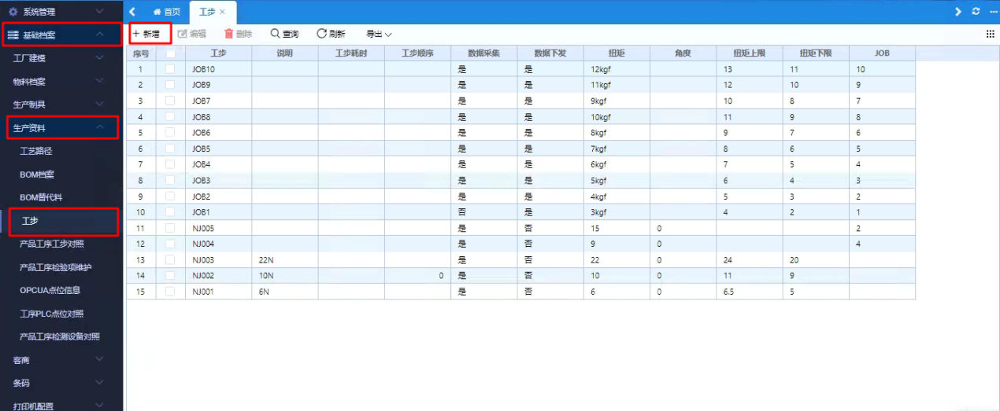 系统管理
基础档案
工厂建模
物料档案
生产制具
生产资料
工艺路径
BOM档案
BOM替代料
工步
产品工序工步对照
产品工序检验项维护
OPCUA点位信息
工序PLC点位对照
产品工序检测设备对照
客商
条码
打印机配置
首页 工步
新增 编辑 删除 查询 刷新 导出
序号 工步 说明 工步耗时 工步顺序 数据采集 数据下发 扭矩 角度 扭矩上限 扭矩下限 JOB
1 JOB10 是 是 12kgf 13 11 10
2 JOB9 是 是 11kgf 12 10 9
3 JOB7 是 是 9kgf 10 8 7
4 JOB8 是 是 10kgf 11 9 8
5 JOB6 是 是 8kgf 9 7 6
6 JOB5 是 是 7kgf 8 6 5
7 JOB4 是 是 6kgf 7 5 4
8 JOB3 是 是 5kgf 6 4 3
9 JOB2 是 是 4kgf 5 3 2
10 JOB1 否 是 3kgf 4 2 1
11 NJ005 是 否 15 0 2
12 NJ004 是 否 9 0 4
13 NJ003 22N 是 否 22 0 24 20
14 NJ002 10N 0 是 否 10 0 11 9
15 NJ001 6N 是 否 6 0 6.5 5